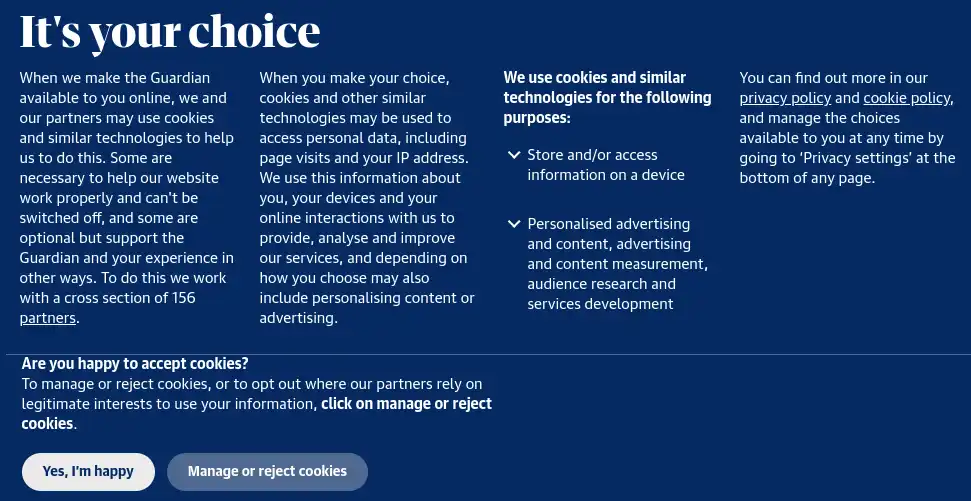 It's your choice
When we make the Guardian
available to you online, we and
our partners may use cookies
and similar technologies to help
us to do this. Some are
necessary to help our website
work properly and can't be
switched off, and some are
optional but support the
Guardian and your experience in
other ways. To do this we work
with a cross section of 156
partners.
When you make your choice,
cookies and other similar
technologies may be used to
access personal data, including
page visits and your IP address.
We use this information about
you, your devices and your
online interactions with us to
provide, analyse and improve
our services, and depending on
how you choose may also
include personalising content or
advertising.
We use cookies and similar
technologies for the following
purposes:
Store and/or access
information on a device
Personalised advertising
and content, advertising
and content measurement,
audience research and
services development
You can find out more in our
privacy policy and cookie policy,
and manage the choices
available to you at any time by
going to ‘Privacy settings’ at the
bottom of any page.
Are you happy to accept cookies?
To manage or reject cookies, or to opt out where our partners rely on
legitimate interests to use your information, click on manage or reject
cookies.
Yes, I'm happy
Manage or reject cookies